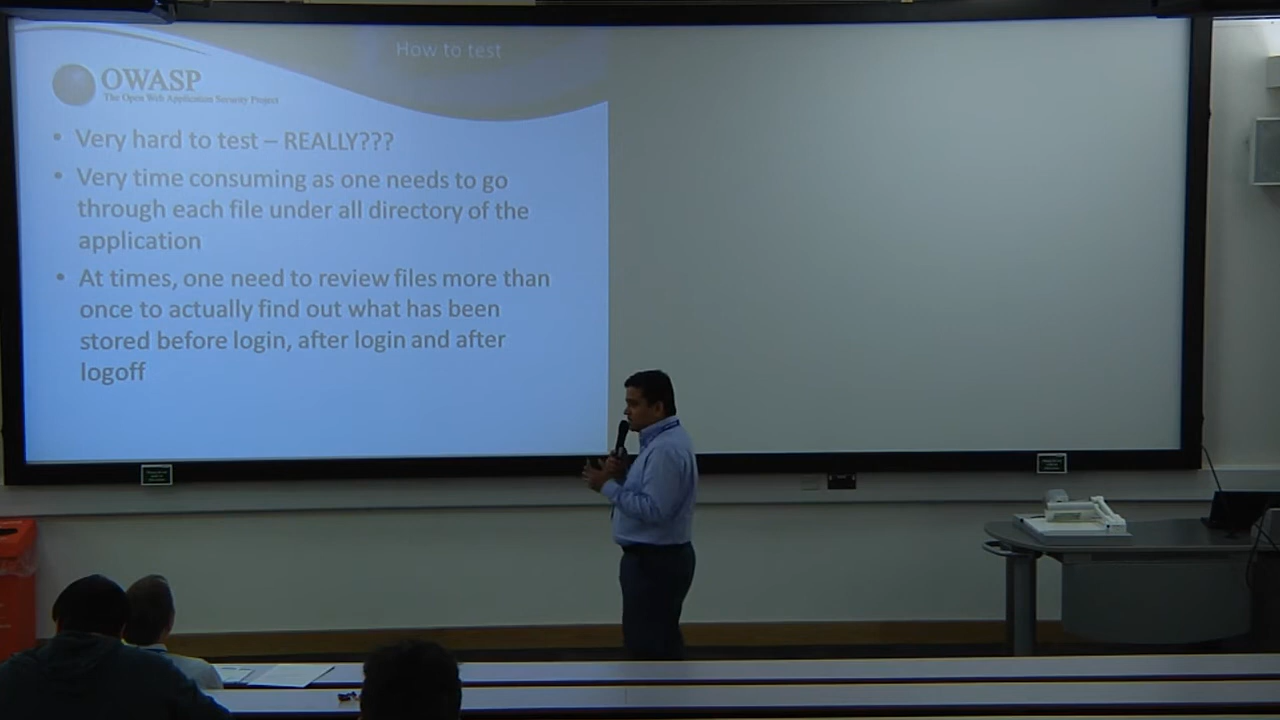 How to test
OWASP
The Open Web Application Security Project
• Very hard to test – REALLY???
• Very time consuming as one needs to go
through each file under all directory of the
application
• At times, one need to review files more than
once to actually find out what has been
stored before login, after login and after
logoff